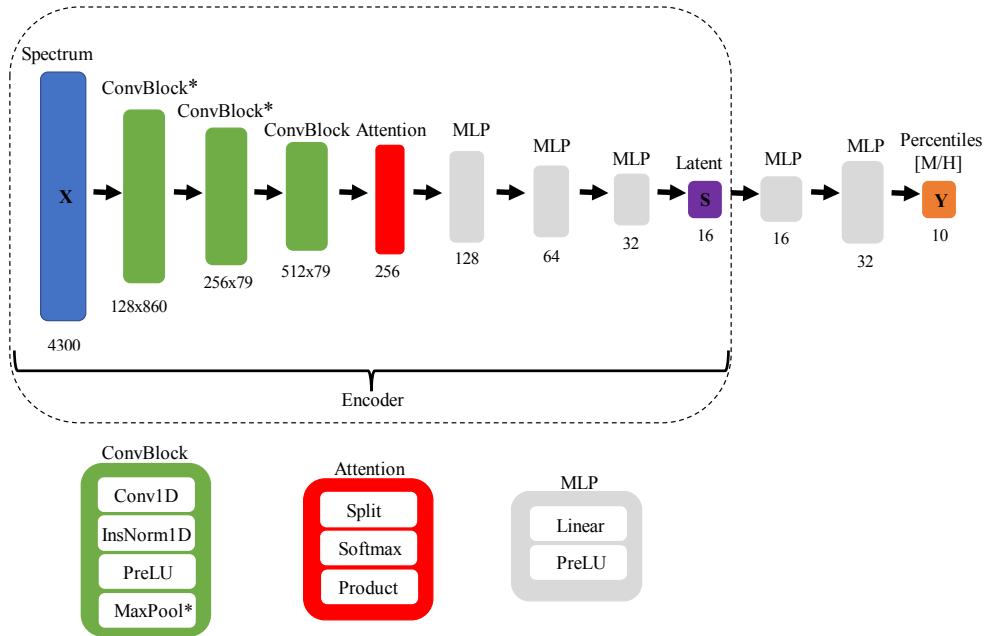 Spectrum
ConvBlock*
ConvBlock*
ConvBlock
Attention
MLP
MLP
MLP
Latent
MLP
MLP
Percentiles
[M/H]
X
S
Y
4300
128x860
256x79
512x79
256
128
64
32
16
16
32
10
Encoder
ConvBlock
Conv1D
InsNorm1D
PreLU
MaxPool*
Attention
Split
Softmax
Product
MLP
Linear
PreLU